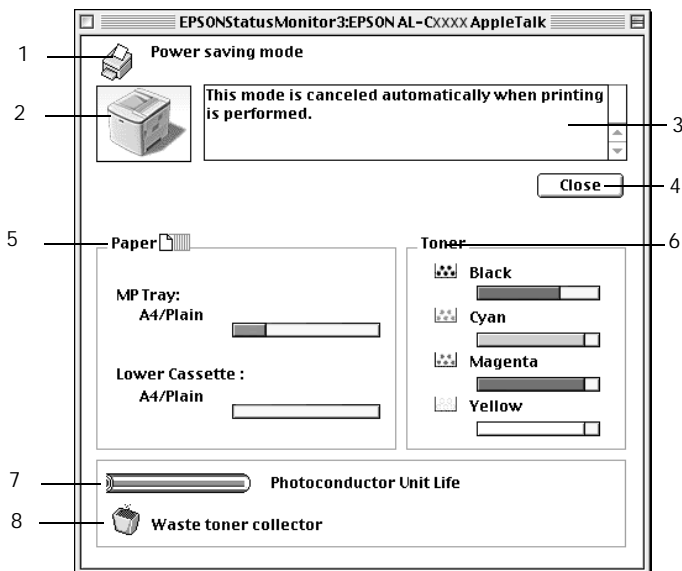 EPSONStatusMonitor3:EPSON AL-CXXXX AppleTalk
1
Power saving mode
2
This mode is canceled automatically when printing
is performed.
3
Close
4
5
Paper
Toner
6
Black
MP Tray:
A4/Plain
Cyan
Magenta
Lower Cassette :
A4/Plain
Yellow
7
Photoconductor Unit Life
8
Waste toner collector